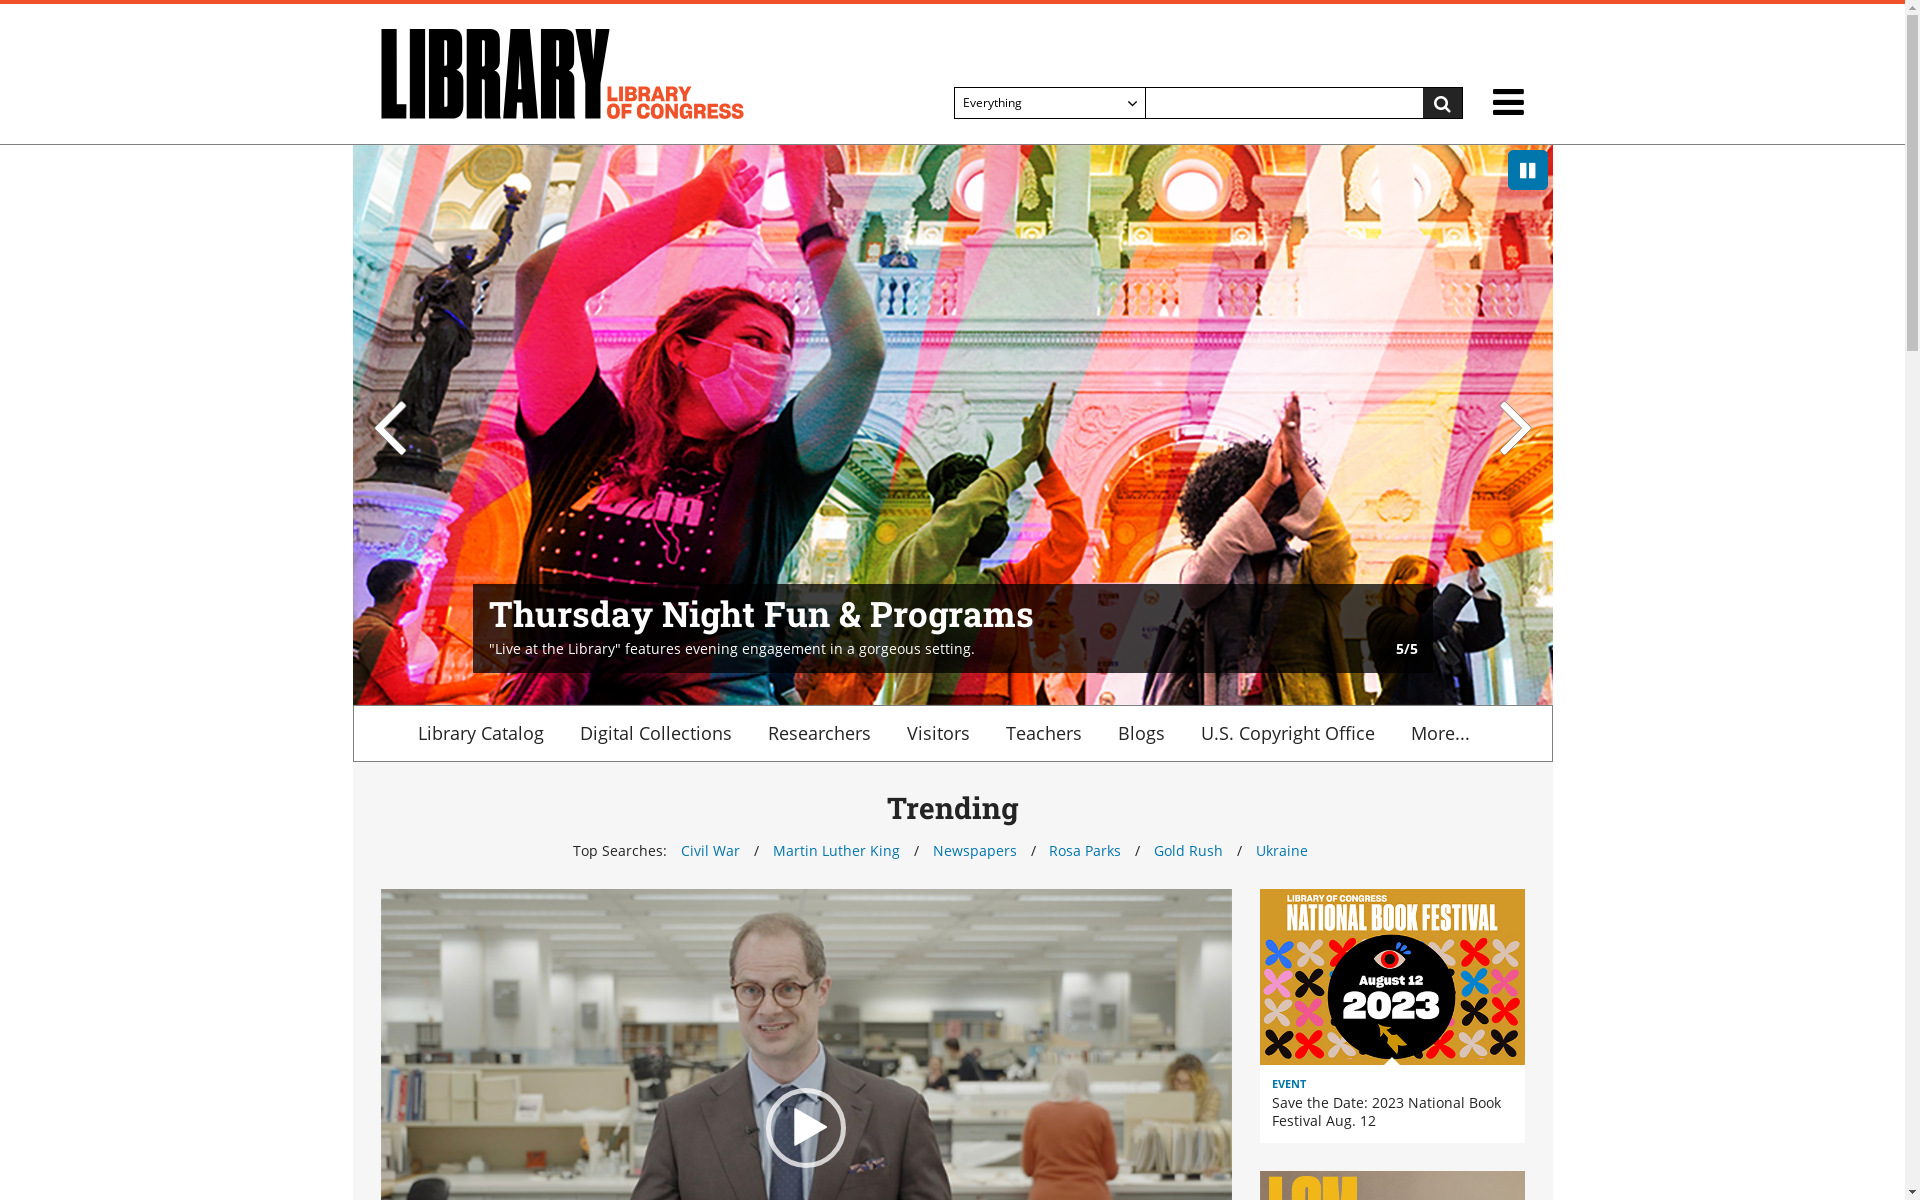 LIBRARY
LIBRARY
OF CONGRESS
Everything
PUMA
Thursday Night Fun & Programs
"Live at the Library" features evening engagement in a gorgeous setting.
5/5
Library Catalog
Digital Collections
Researchers
Visitors
Teachers
Blogs
U.S. Copyright Office
More...
Trending
Top Searches: Civil War / Martin Luther King / Newspapers / Rosa Parks / Gold Rush / Ukraine
LIBRARY OF CONGRESS
NATIONAL BOOK FESTIVAL
August 12
2023
EVENT
Save the Date: 2023 National Book
Festival Aug. 12